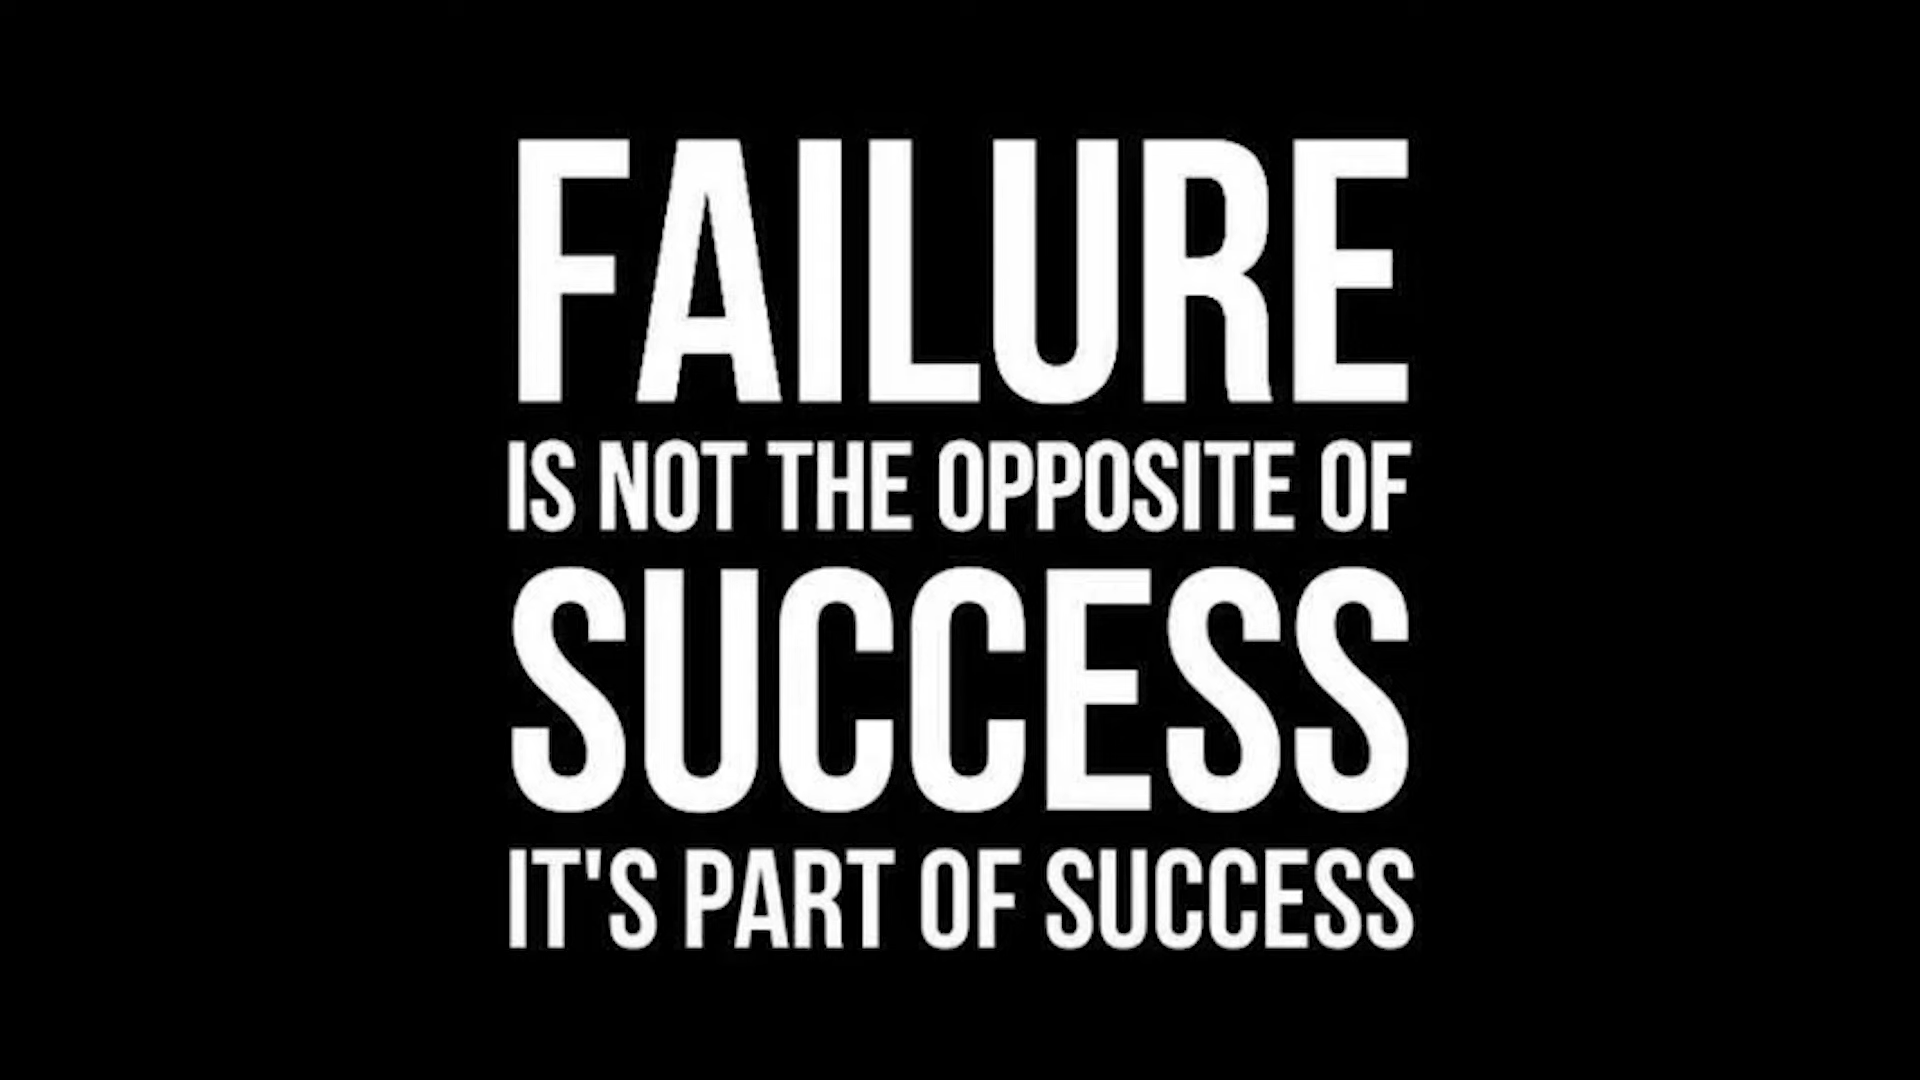 FAILURE
IS NOT THE OPPOSITE OF
SUCCESS
IT'S PART OF SUCCESS